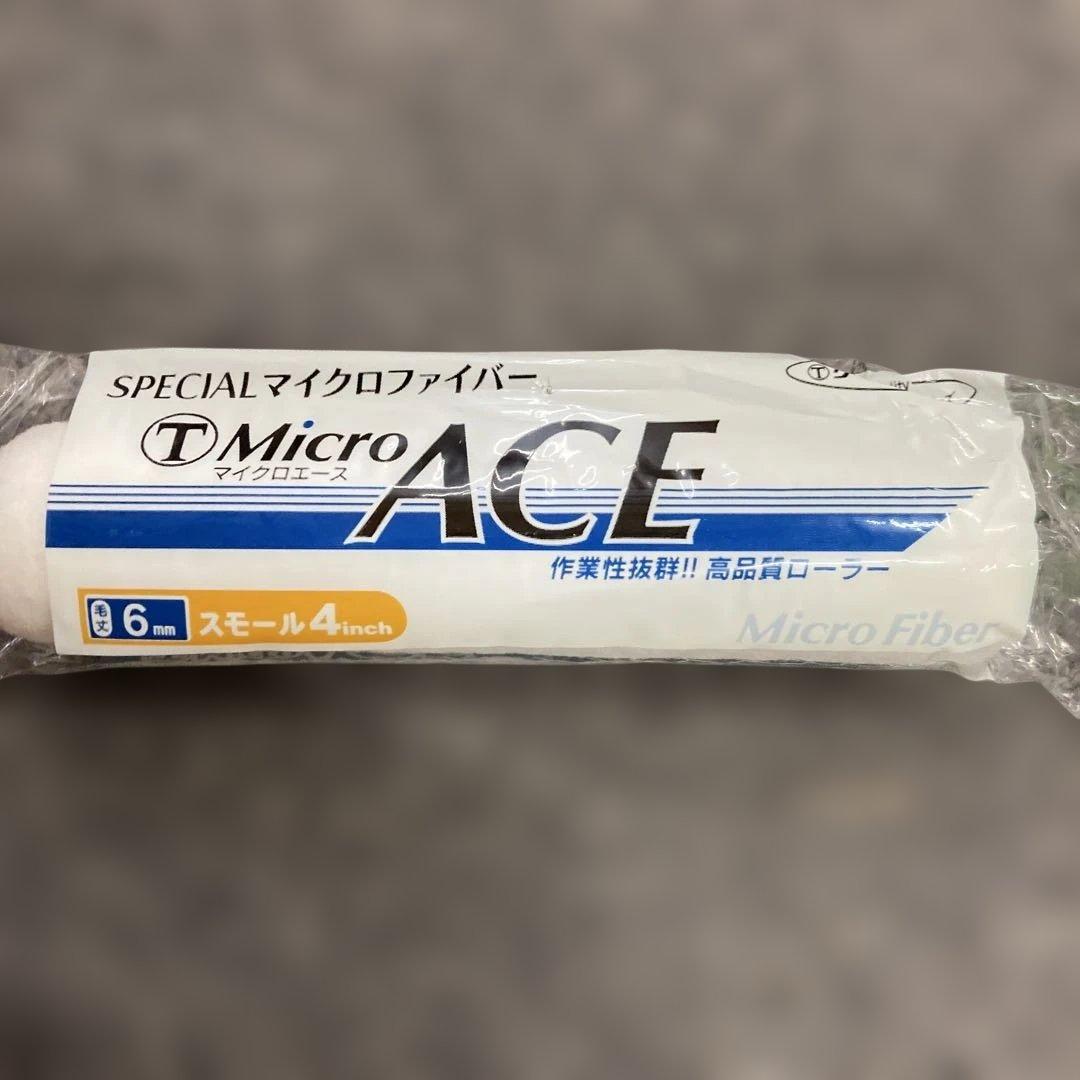 SPECIALマイクロファイバー
Ⓣ Micro ACE
マイクロエース
作業性抜群!! 高品質ローラー
毛丈 6mm スモール4inch
Micro Fiber